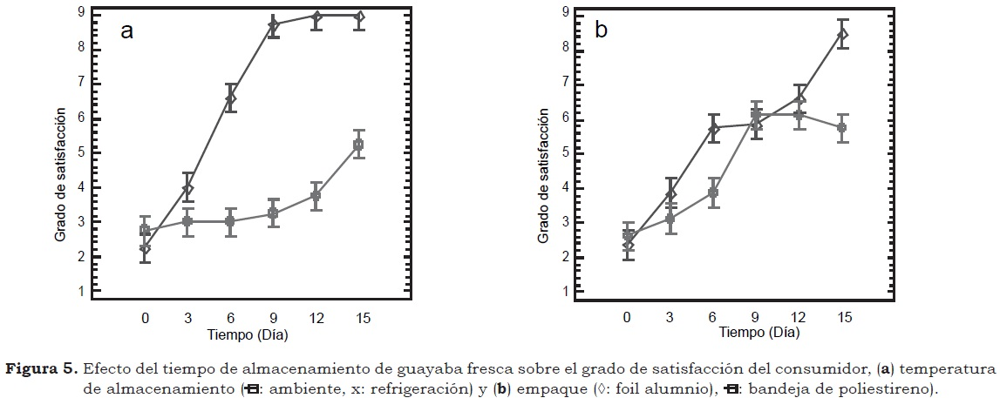 a
Grado de satisfacción
9
8
7
6
5
4
3
2
1
0 3 6 9 12 15
Tiempo (Día)
b
Grado de satisfacción
9
8
7
6
5
4
3
2
1
0 3 6 9 12 15
Tiempo (Día)
Figura 5. Efecto del tiempo de almacenamiento de guayaba fresca sobre el grado de satisfacción del consumidor, (a) temperatura
de almacenamiento (: ambiente, x: refrigeración) y (b) empaque (◊: foil alumnio), : bandeja de poliestireno).